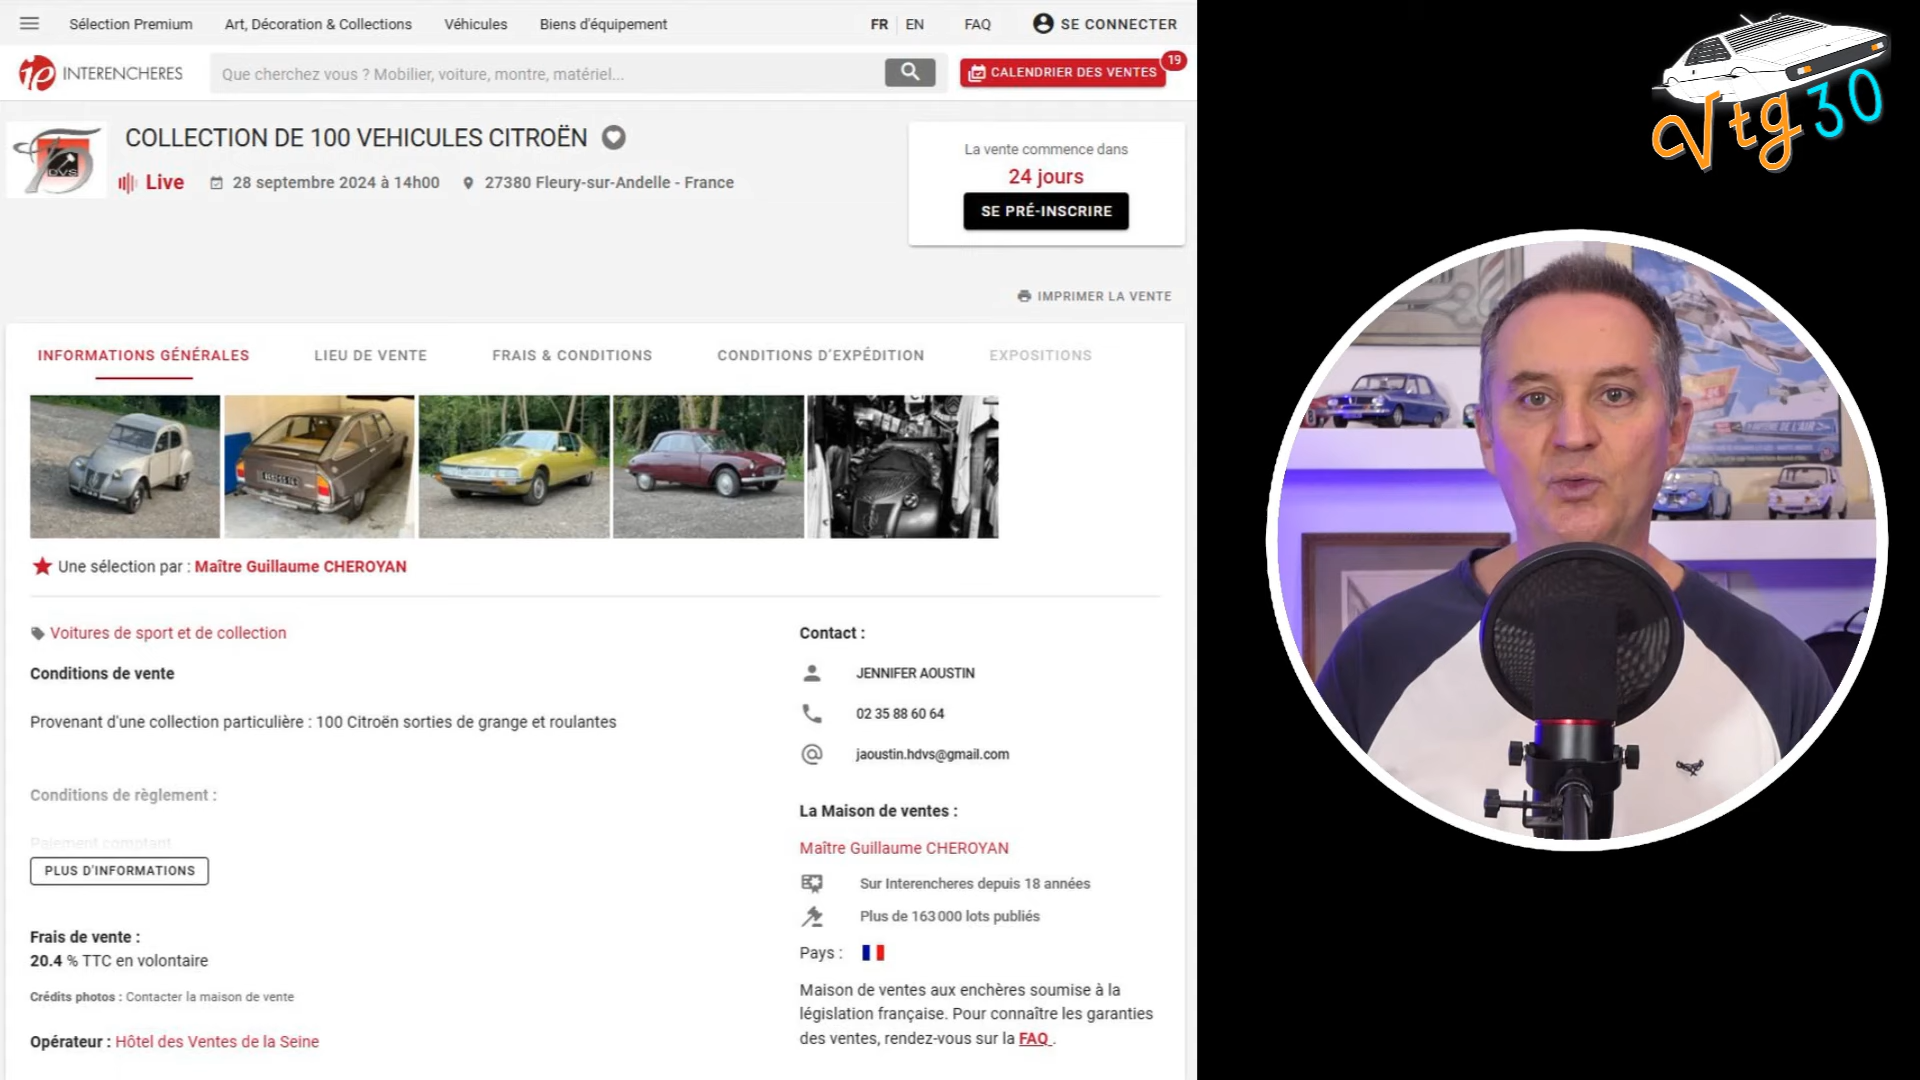 Sélection Premium
Art, Décoration & Collections
Véhicules
Biens d'équipement
FR
EN
FAQ
SE CONNECTER
INTERENCHERES
Que cherchez vous ? Mobilier, voiture, montre, matériel...
CALENDRIER DES VENTES
19
COLLECTION DE 100 VEHICULES CITROËN
Live
28 septembre 2024 à 14h00
27380 Fleury-sur-Andelle - France
DVS
La vente commence dans
24 jours
SE PRÉ-INSCRIRE
IMPRIMER LA VENTE
INFORMATIONS GÉNÉRALES
LIEU DE VENTE
FRAIS & CONDITIONS
CONDITIONS D'EXPÉDITION
EXPOSITIONS
Une sélection par : Maître Guillaume CHEROYAN
Voitures de sport et de collection
Conditions de vente
Provenant d'une collection particulière : 100 Citroën sorties de grange et roulantes
Conditions de règlement :
Paiement comptant
PLUS D'INFORMATIONS
Frais de vente :
20.4 % TTC en volontaire
Crédits photos : Contacter la maison de vente
Opérateur : Hôtel des Ventes de la Seine
Contact :
JENNIFER AOUSTIN
02 35 88 60 64
jaoustin.hdvs@gmail.com
La Maison de ventes :
Maître Guillaume CHEROYAN
Sur Interencheres depuis 18 années
Plus de 163 000 lots publiés
Pays :
Maison de ventes aux enchères soumise à la
législation française. Pour connaître les garanties
des ventes, rendez-vous sur la FAQ .
Vtg 30